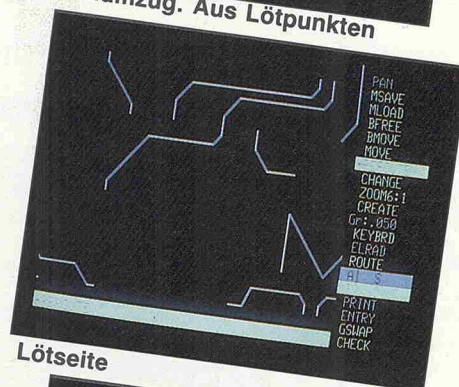 Aus Lötpunkten
PAN
MSAVE
MLOAD
BFREE
BMOVE
MOVE
CHANGE
ZOOM6:1
CREATE
Gr:.050
KEYBRD
ELRAD
ROUTE
PRINT
ENTRY
GSWAP
CHECK
Lötseite